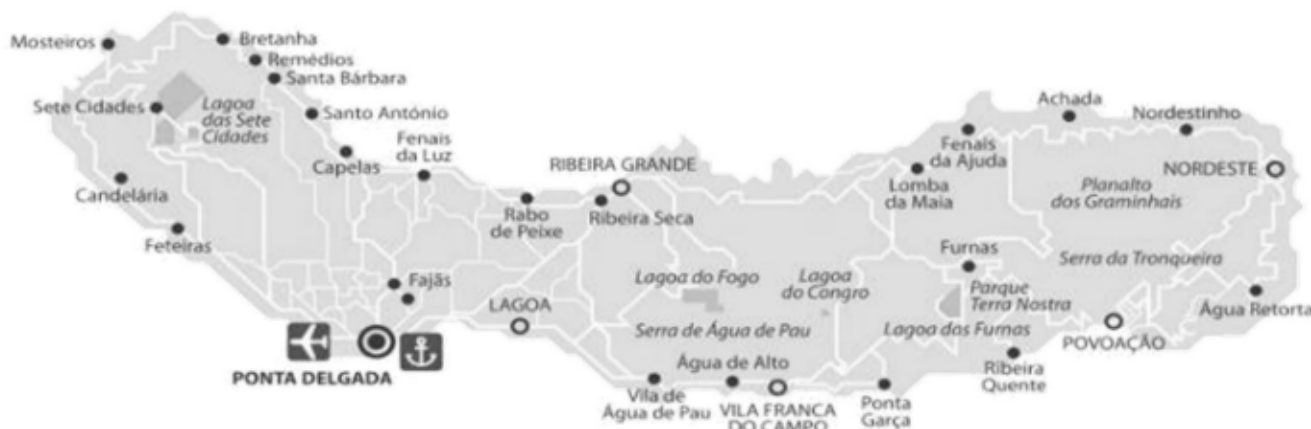 Mosteiros
Bretanha
Remédios
Santa Bárbara
Sete Cidades
Lagoa
das Sete
Cidades
Santo António
Capelas
Fenais
da Luz
Candelária
Feteiras
RIBEIRA GRANDE
Rabo
de Peixe
Ribeira Seca
Achada
Nordestinho
Fenais
da Ajuda
NORDESTE
Lomba
da Maia
Planalto
dos Graminhais
Furnas
Serra da Tronqueira
Fajãs
LAGOA
Lagoa do Fogo
Lagoa
do Congro
Parque
Terra Nostra
Água Retorta
Serra de Água de Pau
Lagoa das Furnas
POVOAÇÃO
PONTA DELGADA
Água de Alto
Ribeira
Quente
Vila de
Água de Pau
VILA FRANCA
DO CAMPO
Ponta
Garça